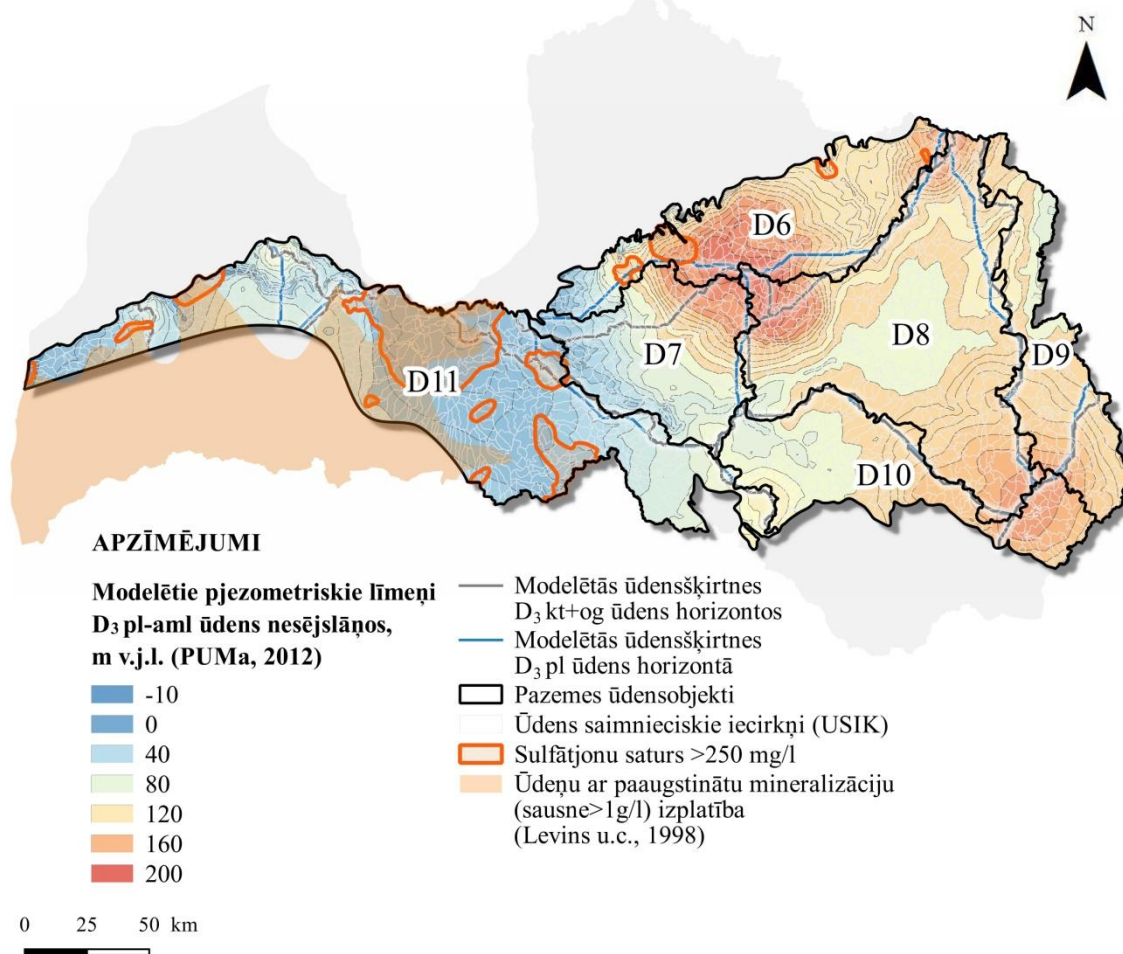 N
D6
D7
D8
D9
D11
D10
APZĪMĒJUMI
Modelētie pjezometriskie līmeņi
D₃ pl-aml ūdens nesējslāņos,
m v.j.l. (PUMa, 2012)
-10
0
40
80
120
160
200
Modelētās ūdensšķirtnes
D₃ kt+og ūdens horizontos
Modelētās ūdensšķirtnes
D₃ pl ūdens horizontā
Pazemes ūdensobjekti
Ūdens saimnieciskie iecirkņi (USIK)
Sulfātjonu saturs >250 mg/l
Ūdeņu ar paaugstinātu mineralizāciju
(sausne>1g/l) izplatība
(Levins u.c., 1998)
0 25 50 km